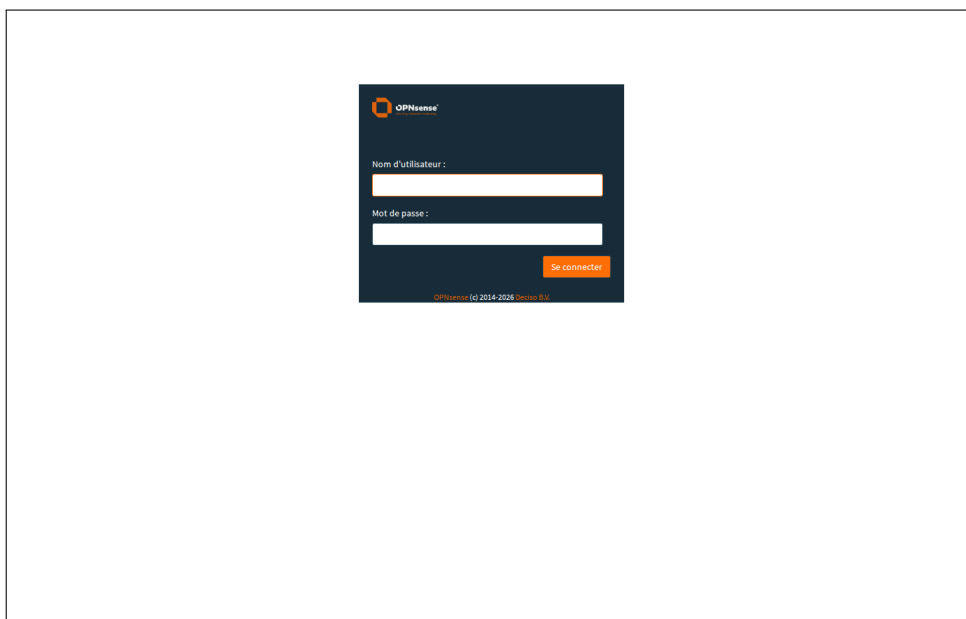 OPNsense
Nom d'utilisateur :
Mot de passe :
Se connecter
OPNsense (c) 2014-2026 Deciso B.V.